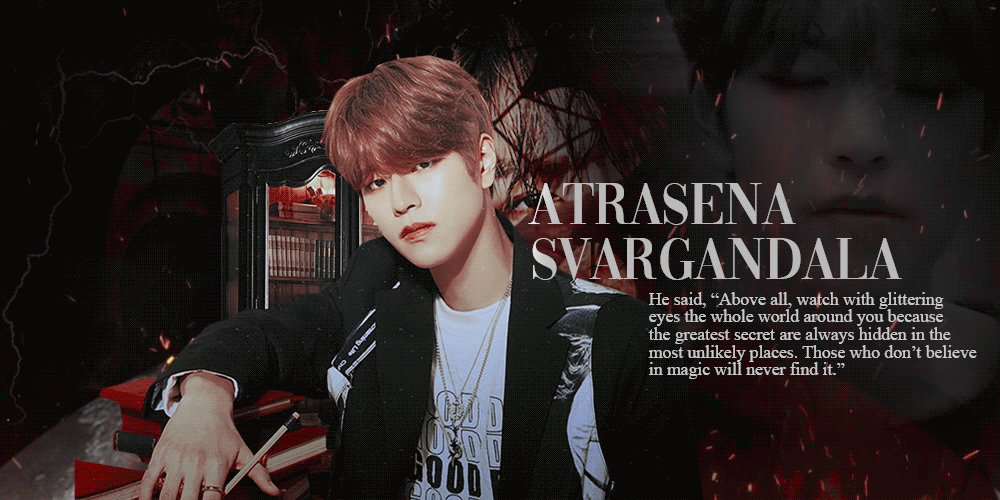 ATRASENA
SVARGANDALA
He said, “Above all, watch with glittering
eyes the whole world around you because
the greatest secret are always hidden in the
most unlikely places. Those who don’t believe
in magic will never find it.”
GOOD